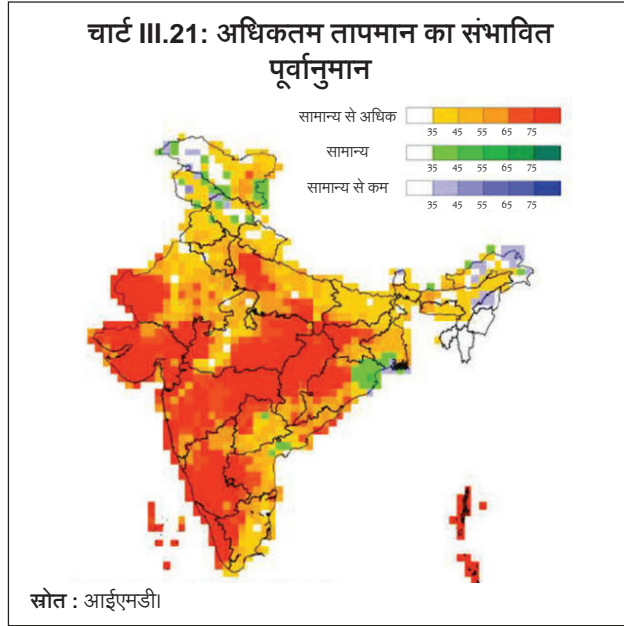 चार्ट III.21: अधिकतम तापमान का संभावित
पूर्वानुमान
सामान्य से अधिक
35 45 55 65 75
सामान्य
35 45 55 65 75
सामान्य से कम
35 45 55 65 75
स्रोत : आईएमडी।